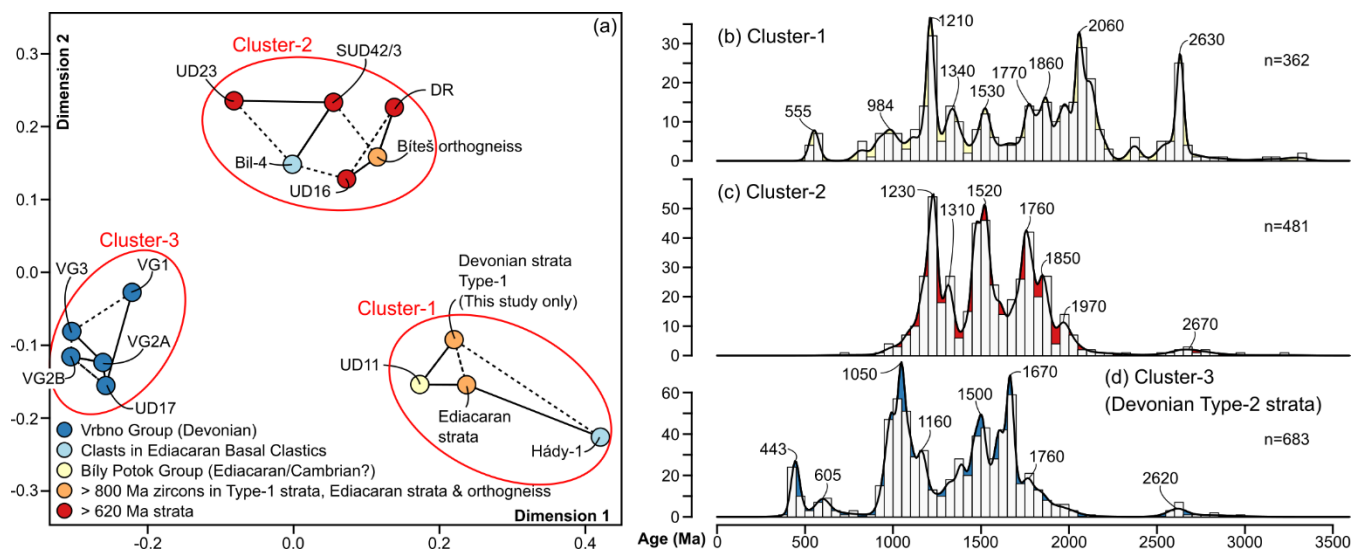 (a)
Dimension 2
0.3
0.2
0.1
0.0
-0.1
-0.2
-0.3
Cluster-2
SUD42/3
UD23
DR
Bíteš orthogneiss
Bil-4
UD16
Cluster-3
VG3
VG1
VG2A
VG2B
UD17
Devonian strata
Type-1
(This study only)
Cluster-1
UD11
Ediacaran
strata
Hády-1
Vrbno Group (Devonian)
Clasts in Ediacaran Basal Clastics
Bíly Potok Group (Ediacaran/Cambrian?)
> 800 Ma zircons in Type-1 strata, Ediacaran strata & orthogneiss
> 620 Ma strata
Dimension 1
-0.2
0.0
0.2
0.4
(b) Cluster-1
n=362
30
20
10
0
555
984
1210
1340
1530
1770
1860
2060
2630
(c) Cluster-2
n=481
50
40
30
20
10
0
1230
1310
1520
1760
1850
1970
2670
(d) Cluster-3
(Devonian Type-2 strata)
n=683
60
40
20
0
443
605
1050
1160
1500
1670
1760
2620
Age (Ma)
0
500
1000
1500
2000
2500
3000
3500